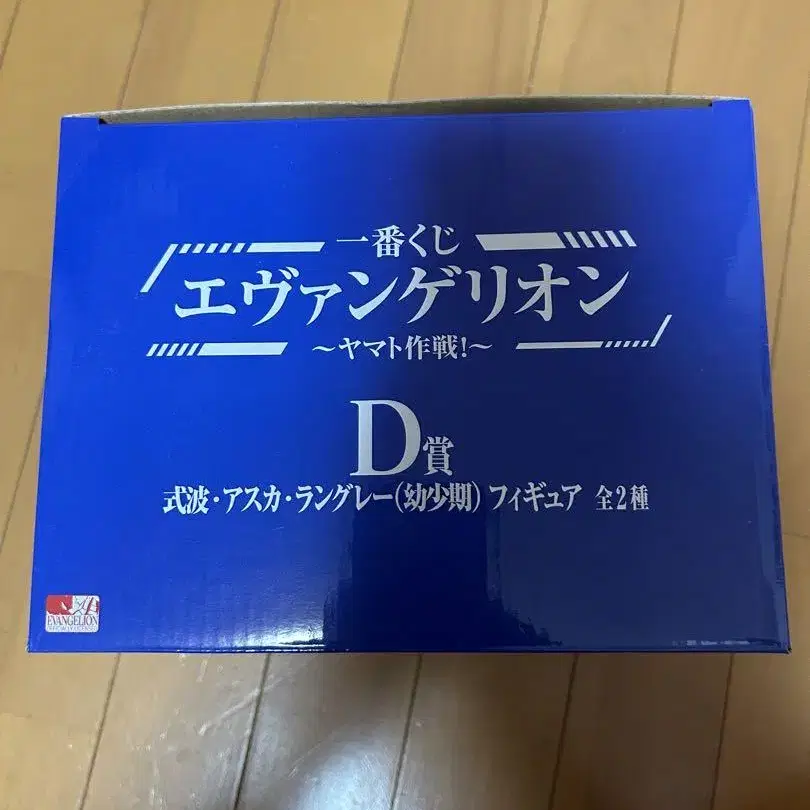 一番くじ
エヴァンゲリオン
～ヤマト作戦!～
D賞
式波・アスカ・ラングレー(幼少期) フィギュア 全2種
EVANGELION